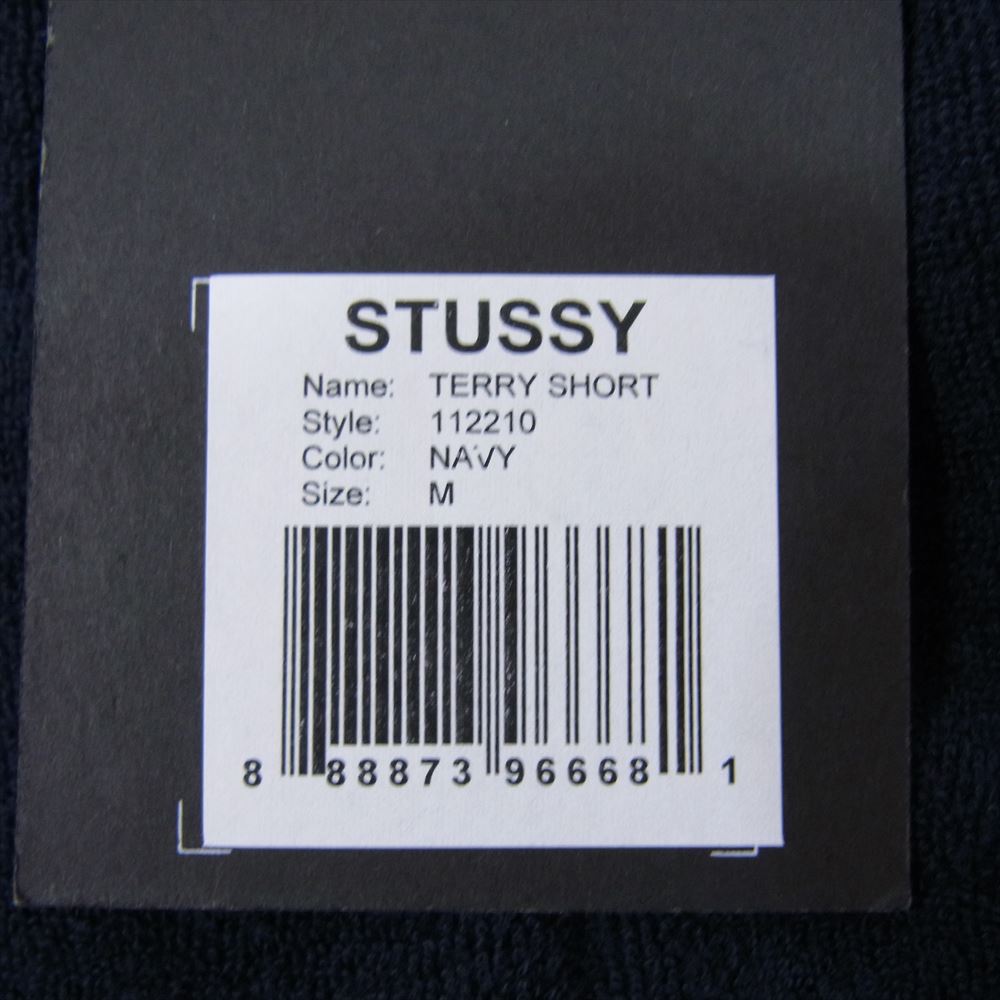 STUSSY
Name: TERRY SHORT
Style: 112210
Color: NAVY
Size: M
8 88873 96668 1